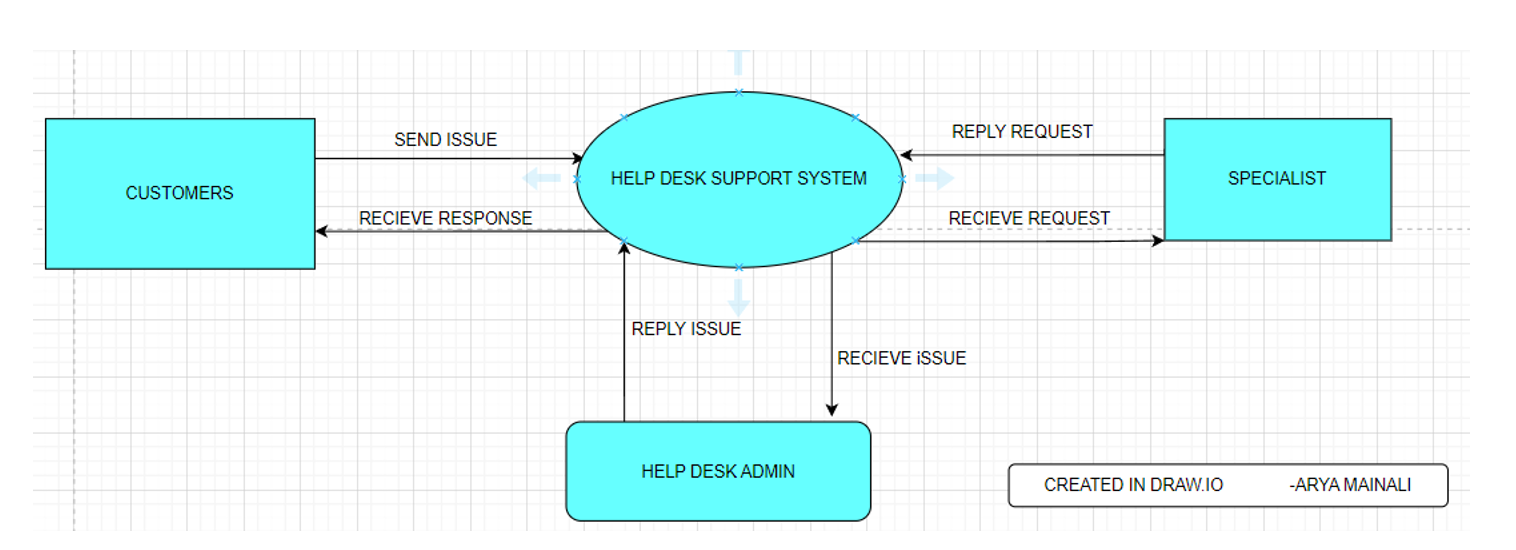 SEND ISSUE
REPLY REQUEST
CUSTOMERS
HELP DESK SUPPORT SYSTEM
SPECIALIST
RECIEVE RESPONSE
RECIEVE REQUEST
REPLY ISSUE
RECIEVE iSSUE
HELP DESK ADMIN
CREATED IN DRAW.IO -ARYA MAINALI